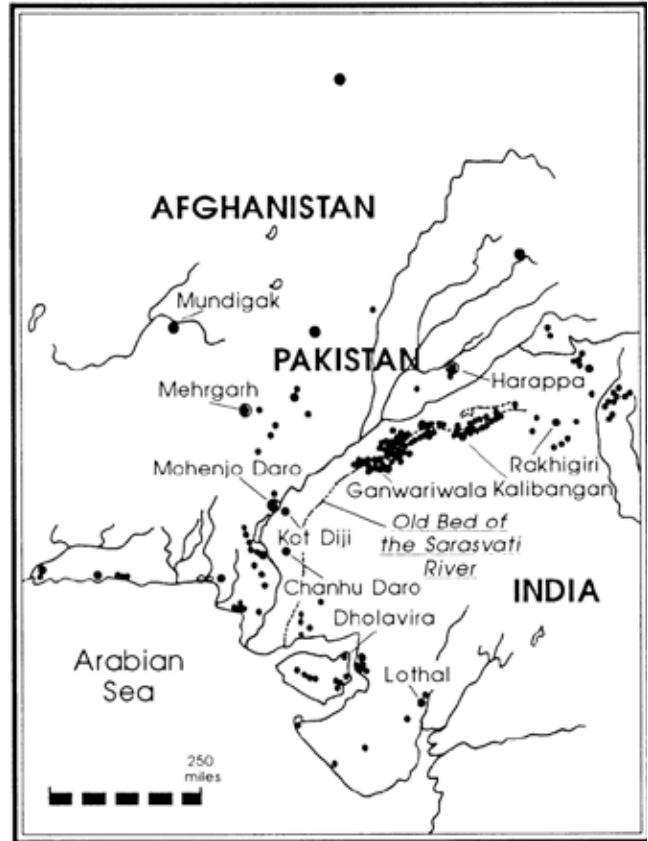 AFGHANISTAN
Mundigak
PAKISTAN
Harappa
Mehrgarh
Rakhigiri
Mohenjo Daro
Ganwariwala
Kalibangan
Kot Diji
Old Bed of
the Sarasvati
River
Chanhu Daro
INDIA
Dholavira
Arabian
Sea
Lothal
250
miles